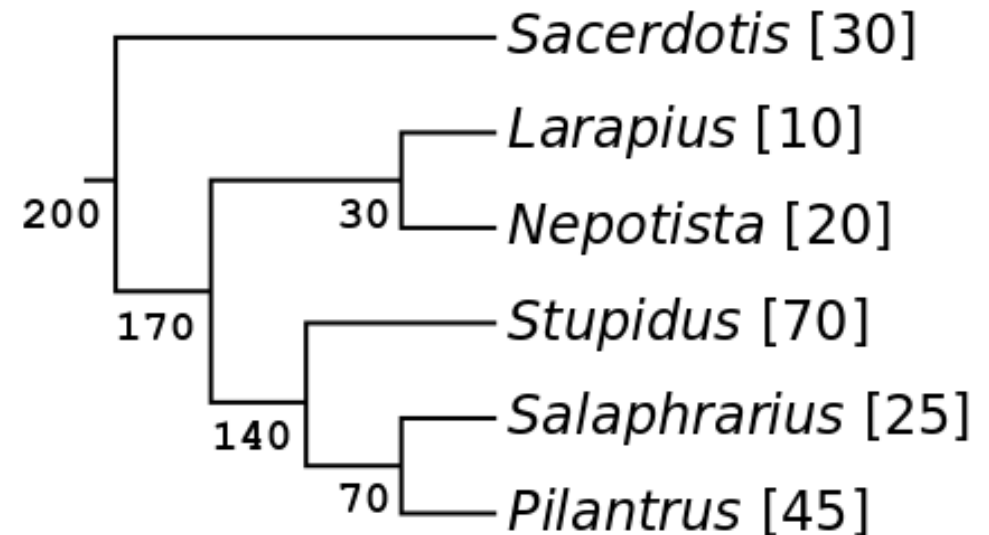 Sacerdotis [30]
Larapius [10]
200
30
Nepotista [20]
170
Stupidus [70]
Salaphrarius [25]
140
70
Pilantrus [45]